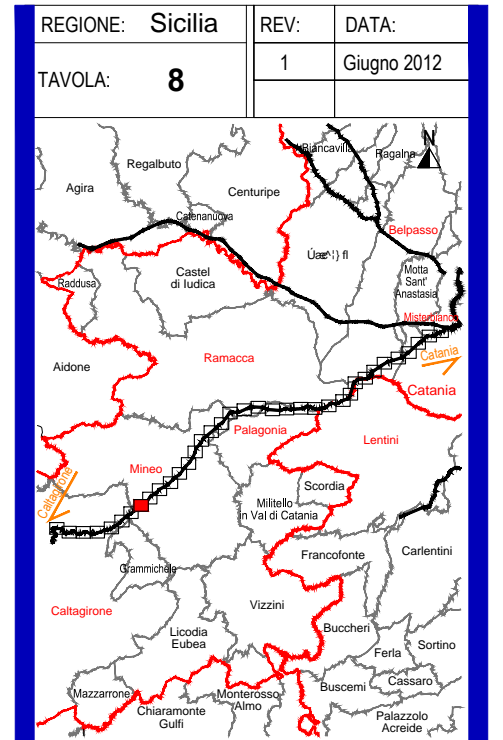 REGIONE: Sicilia
REV:
DATA:
TAVOLA: 8
1
Giugno 2012
N
Biancavilla
Ragalna
Regalbuto
Agira
Centuripe
Catenanuova
Belpasso
Úæ^¦} fl
Motta
Sant'
Anastasia
Raddusa
Castel
di Iudica
Misterbianco
Aidone
Ramacca
Catania
Catania
Palagonia
Lentini
Mineo
Caltagirone
Scordia
Militello
in Val di Catania
Francofonte
Carlentini
Grammichele
Caltagirone
Vizzini
Licodia
Eubea
Buccheri
Ferla
Sortino
Cassaro
Buscemi
Mazzarrone
Chiaramonte
Gulfi
Monterosso
Almo
Palazzolo
Acreide